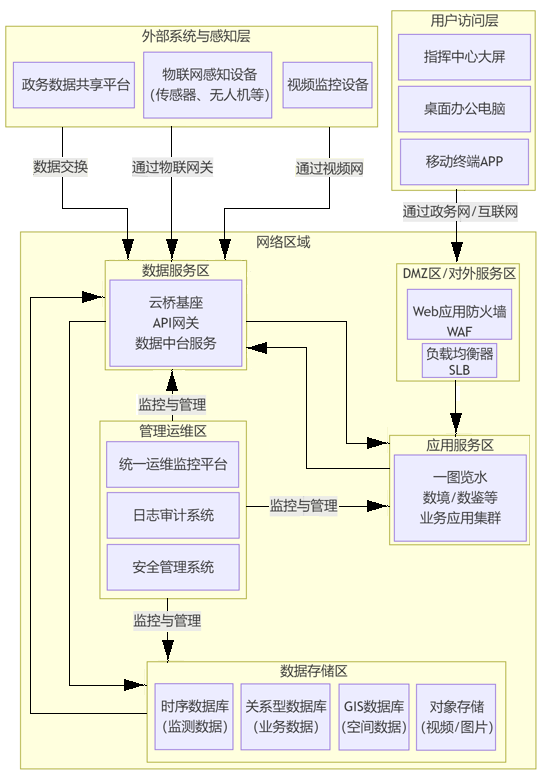 外部系统与感知层
政务数据共享平台
物联网感知设备
(传感器、无人机等)
视频监控设备
用户访问层
指挥中心大屏
桌面办公电脑
移动终端APP
数据交换
通过物联网关
通过视频网
通过政务网/互联网
网络区域
数据服务区
云桥基座
API网关
数据中台服务
DMZ区/对外服务区
Web应用防火墙
WAF
负载均衡器
SLB
监控与管理
管理运维区
统一运维监控平台
日志审计系统
安全管理系统
监控与管理
应用服务区
一图览水
数境/数鉴等
业务应用集群
监控与管理
数据存储区
时序数据库
(监测数据)
关系型数据库
(业务数据)
GIS数据库
(空间数据)
对象存储
(视频/图片)